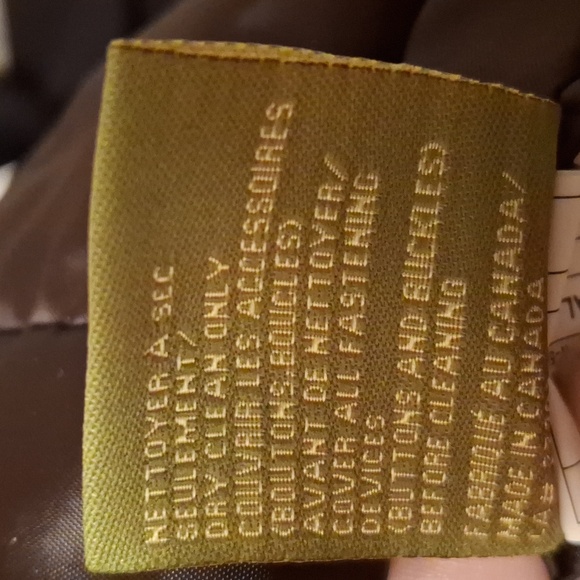 NETTOYER A SEC
SEULEMENT/
DRY CLEAN ONLY
COUVRIR LES ACCESSOIRES
(BOUTONS, BOUCLES)
AVANT DE NETTOYER/
COVER ALL FASTENING
DEVICES
(BUTTONS AND BUCKLES)
BEFORE CLEANING
FABRIQUÉ AU CANADA/
MADE IN CANADA